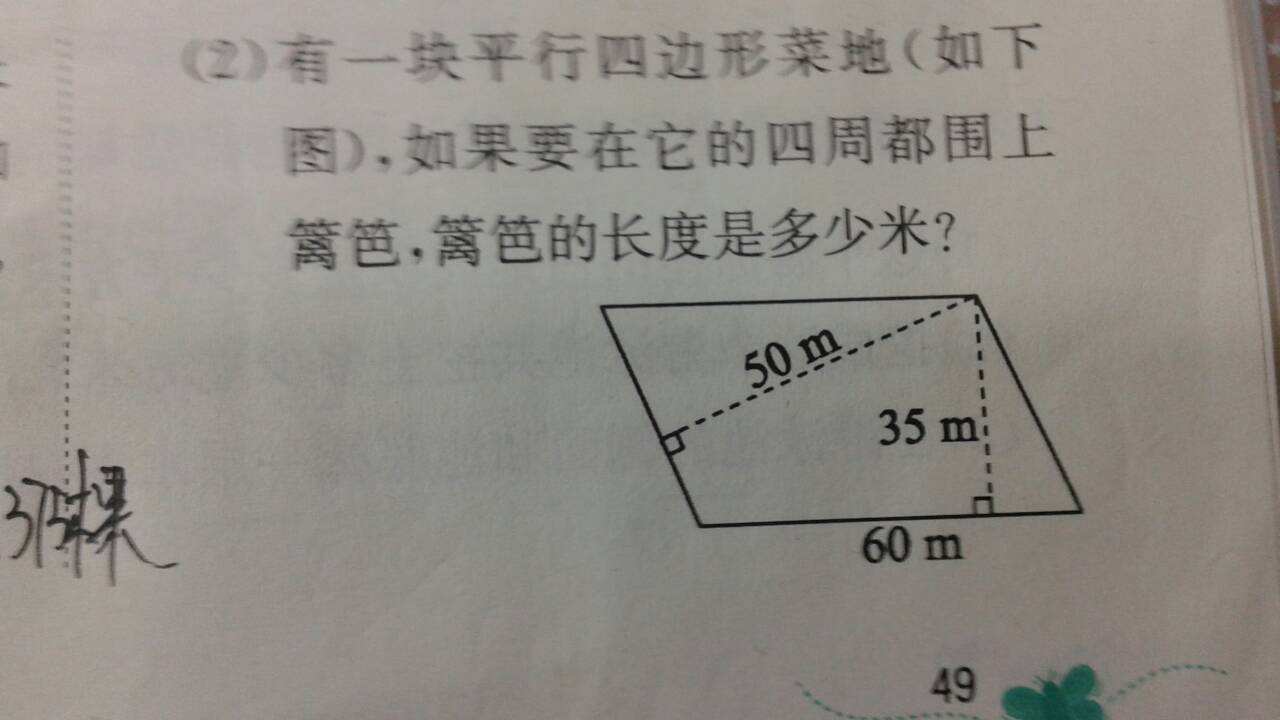 (2)有一块平行四边形菜地(如下
图),如果要在它的四周都围上
篱笆,篱笆的长度是多少米?
50 m
35 m
60 m
375棵
49